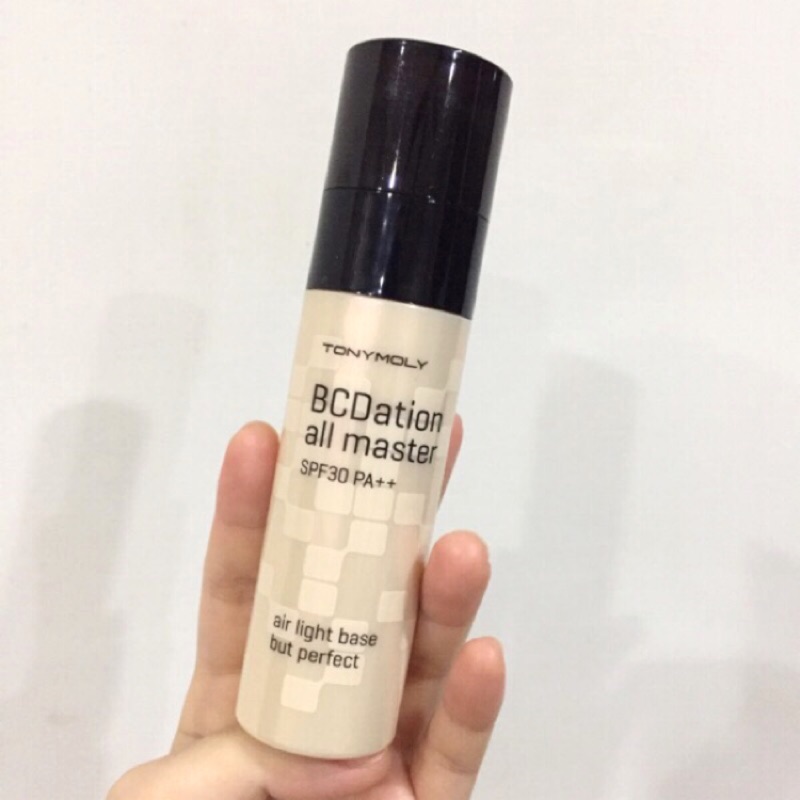 TONYMOLY
BCDation
all master
SPF30 PA++
air light base
but perfect